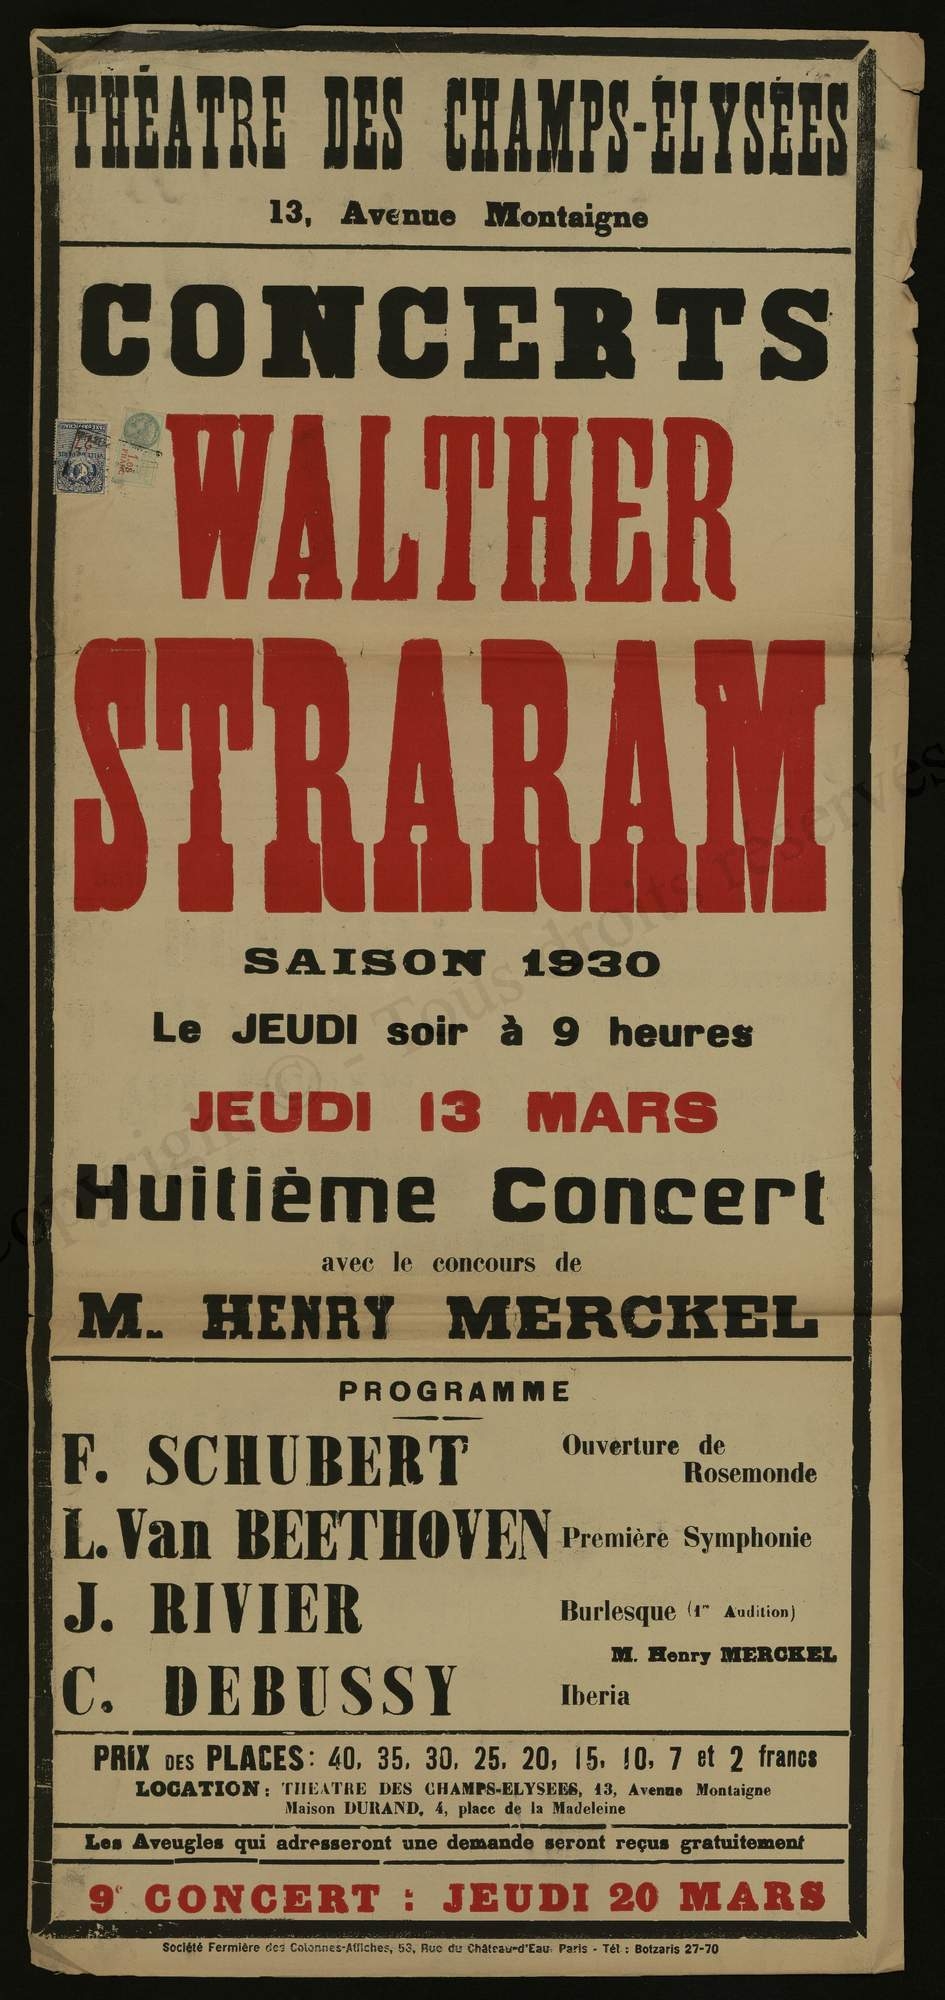 THÉATRE DES CHAMPS-ÉLYSÉES
13, Avenue Montaigne
CONCERTS
WALTHER
STRARAM
SAISON 1930
Le JEUDI soir à 9 heures
JEUDI 13 MARS
Huitième Concert
avec le concours de
M. HENRY MERCKEL
PROGRAMME
F. SCHUBERT Ouverture de
Rosemonde
L. Van BEETHOVEN Première Symphonie
J. RIVIER Burlesque (1re Audition)
M. Henry MERCKEL
C. DEBUSSY Iberia
PRIX DES PLACES: 40, 35, 30, 25, 20, 15, 10, 7 et 2 francs
LOCATION: THEATRE DES CHAMPS-ELYSEES, 13, Avenue Montaigne
Maison DURAND, 4, place de la Madeleine
Les Aveugles qui adresseront une demande seront reçus gratuitement
9e CONCERT : JEUDI 20 MARS
Société Fermière des Colonnes-Affiches, 53, Rue du Château-d'Eau. Paris - Tél : Botzaris 27-70
Copyright © - Tous droits réservés